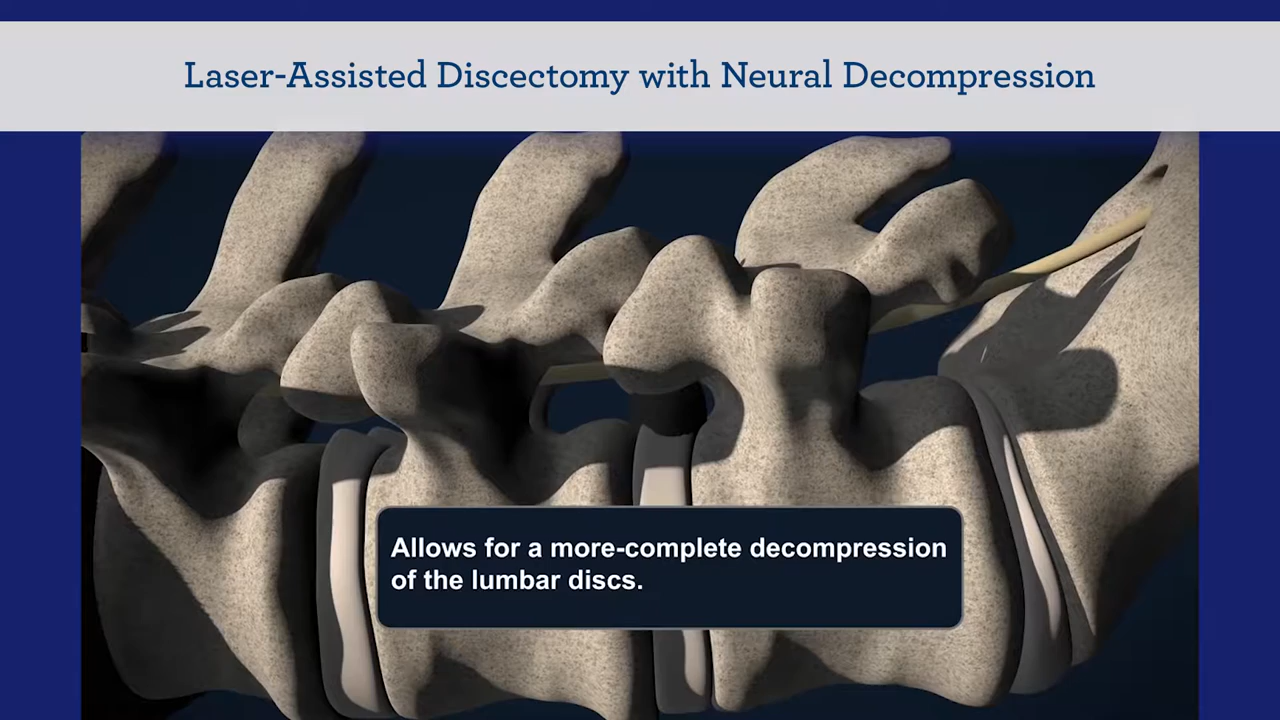 Laser-Assisted Discectomy with Neural Decompression
Allows for a more-complete decompression
of the lumbar discs.